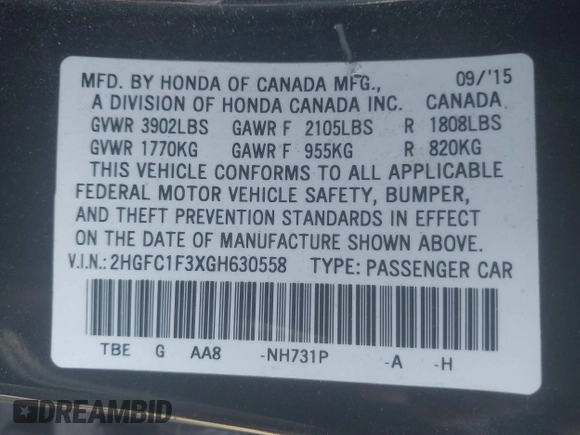 MFD. BY HONDA OF CANADA MFG., 09/'15
A DIVISION OF HONDA CANADA INC. CANADA
GVWR 3902LBS GAWR F 2105LBS R 1808LBS
GVWR 1770KG GAWR F 955KG R 820KG
THIS VEHICLE CONFORMS TO ALL APPLICABLE
FEDERAL MOTOR VEHICLE SAFETY, BUMPER,
AND THEFT PREVENTION STANDARDS IN EFFECT
ON THE DATE OF MANUFACTURE SHOWN ABOVE.
V.I.N.: 2HGFC1F3XGH630558 TYPE: PASSENGER CAR
TBE G AA8 -NH731P -A -H
DREAMBID